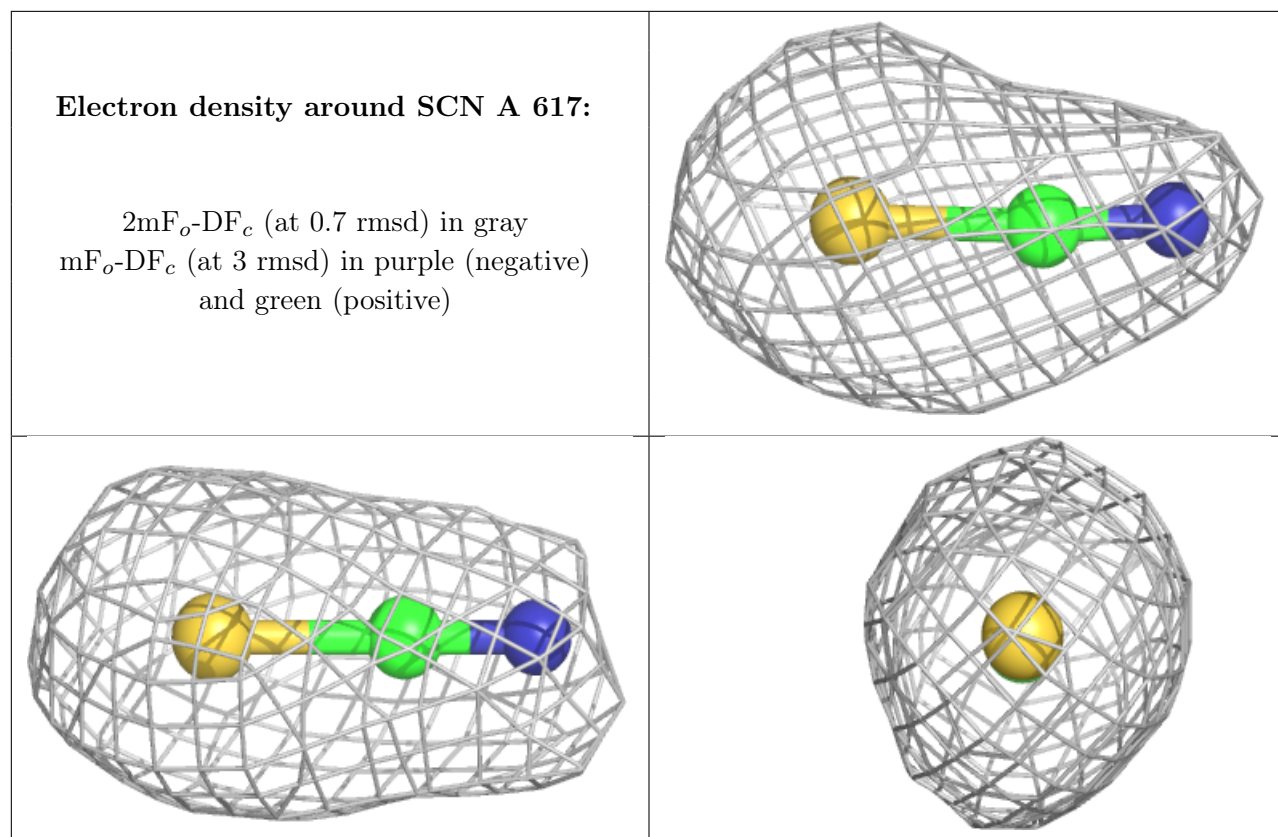 Electron density around SCN A 617:
2mFo-DFc (at 0.7 rmsd) in gray
mFo-DFc (at 3 rmsd) in purple (negative)
and green (positive)